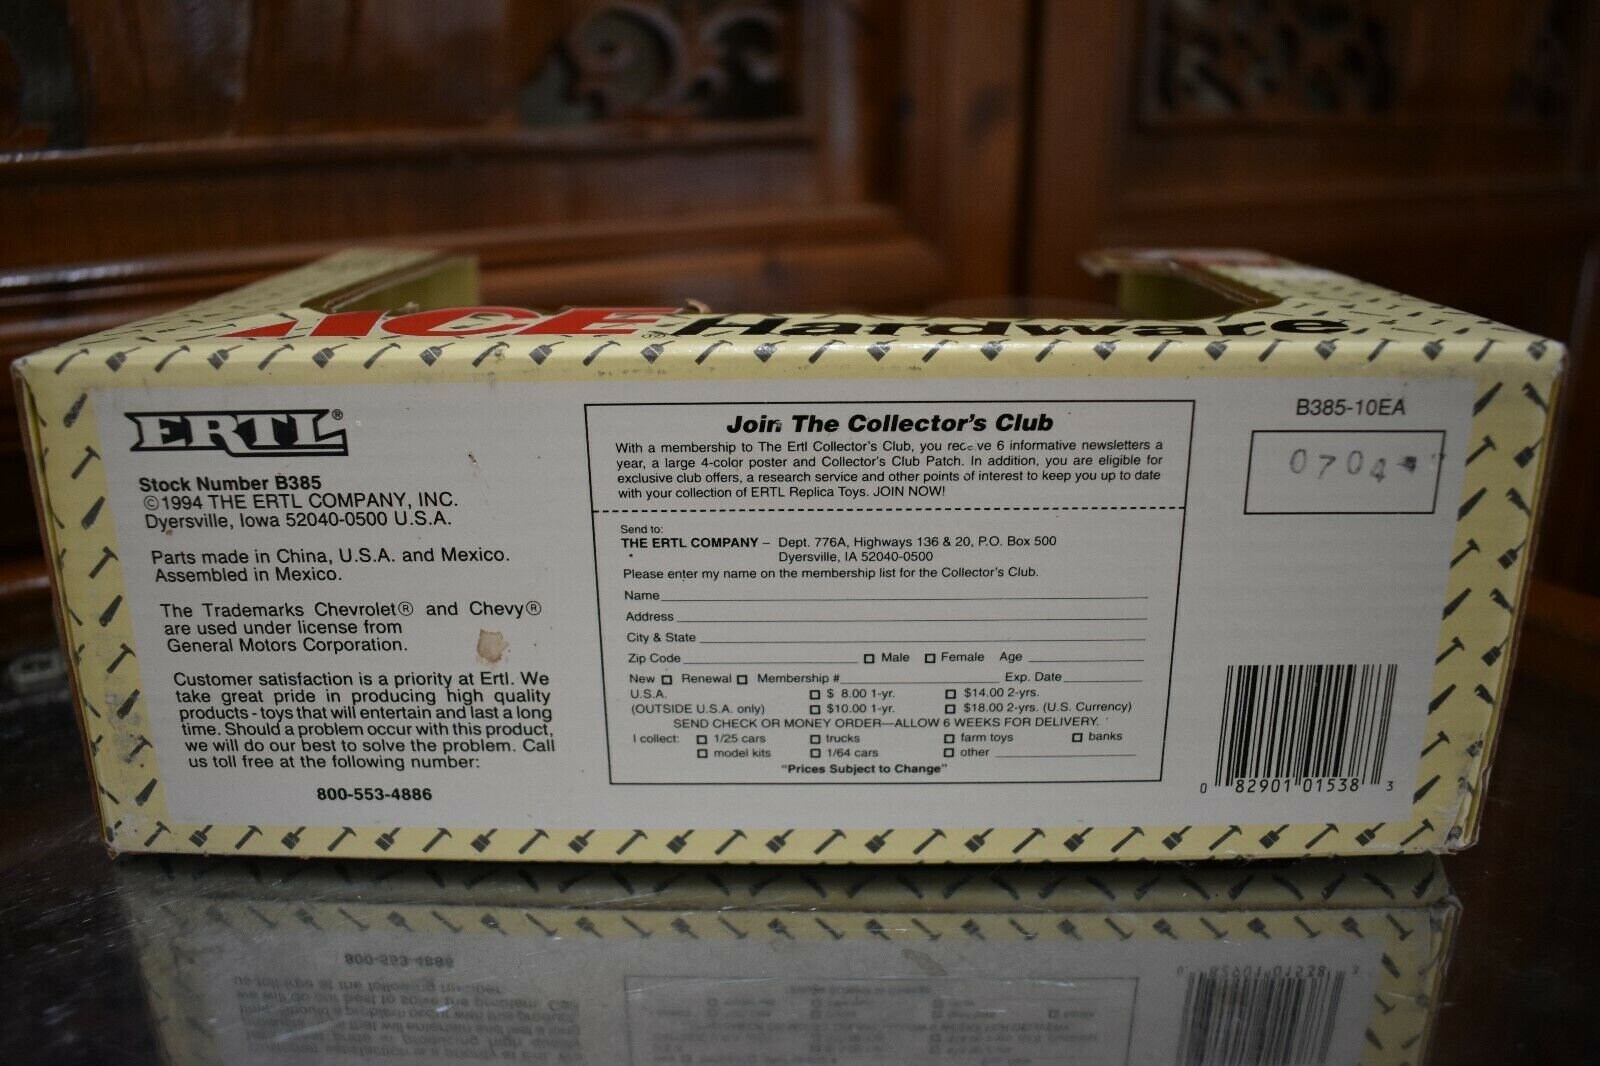 ACE ® Hardware
ERTL®
Stock Number B385
©1994 THE ERTL COMPANY, INC.
Dyersville, Iowa 52040-0500 U.S.A.
Parts made in China, U.S.A. and Mexico.
Assembled in Mexico.
The Trademarks Chevrolet® and Chevy®
are used under license from
General Motors Corporation.
Customer satisfaction is a priority at Ertl. We
take great pride in producing high quality
products - toys that will entertain and last a long
time. Should a problem occur with this product,
we will do our best to solve the problem. Call
us toll free at the following number:
800-553-4886
Join The Collector's Club
With a membership to The Ertl Collector's Club, you receive 6 informative newsletters a
year, a large 4-color poster and Collector's Club Patch. In addition, you are eligible for
exclusive club offers, a research service and other points of interest to keep you up to date
with your collection of ERTL Replica Toys. JOIN NOW!
Send to:
THE ERTL COMPANY – Dept. 776A, Highways 136 & 20, P.O. Box 500
Dyersville, IA 52040-0500
Please enter my name on the membership list for the Collector's Club.
Name
Address
City & State
Zip Code Male Female Age
New Renewal Membership # Exp. Date
U.S.A. $ 8.00 1-yr. $14.00 2-yrs.
(OUTSIDE U.S.A. only) $10.00 1-yr. $18.00 2-yrs. (U.S. Currency)
SEND CHECK OR MONEY ORDER—ALLOW 6 WEEKS FOR DELIVERY.
I collect: 1/25 cars trucks farm toys banks
model kits 1/64 cars other
"Prices Subject to Change"
B385-10EA
0 82901 01538 3